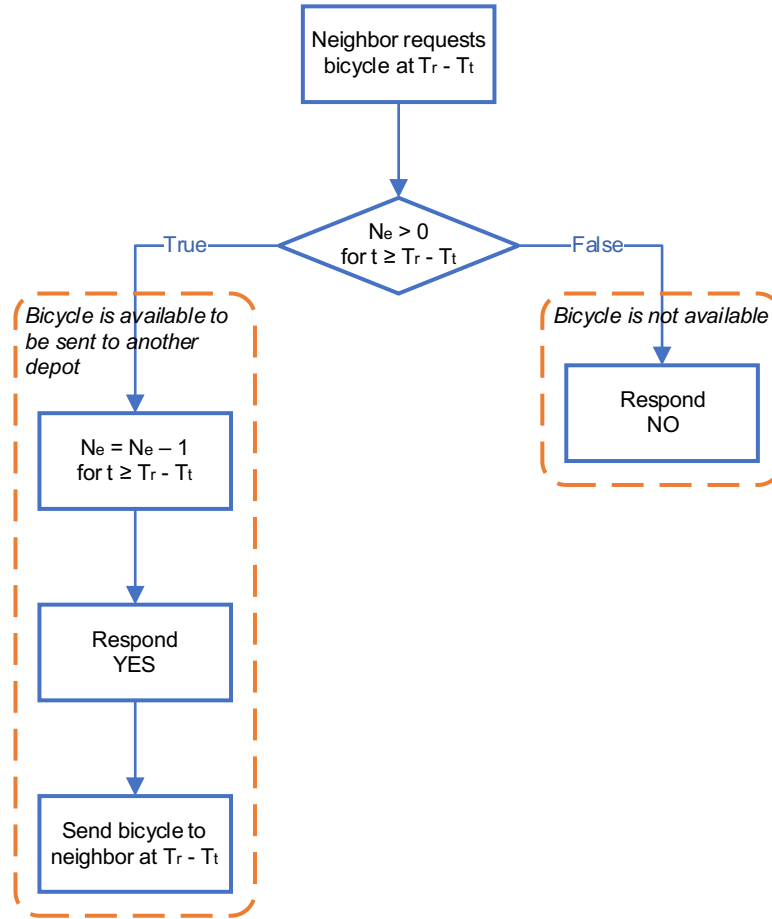 Neighbor requests
bicycle at Tr - Tt
Ne > 0
for t ≥ Tr - Tt
True
False
Bicycle is available to
be sent to another
depot
Bicycle is not available
Respond
NO
Ne = Ne – 1
for t ≥ Tr - Tt
Respond
YES
Send bicycle to
neighbor at Tr - Tt